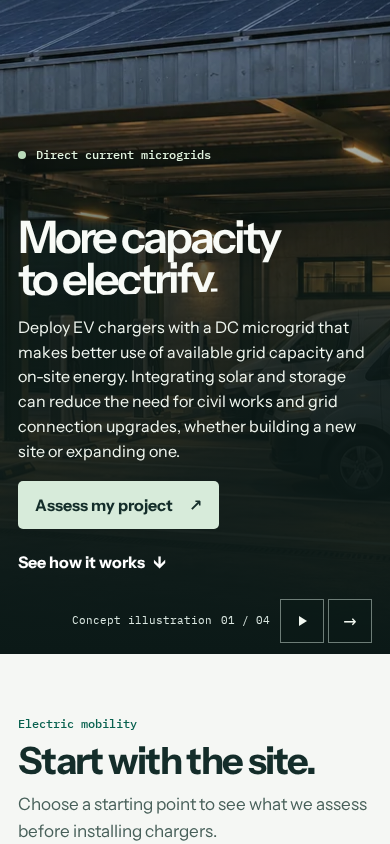 Direct current microgrids
More capacity
to electrify.
Deploy EV chargers with a DC microgrid that
makes better use of available grid capacity and
on-site energy. Integrating solar and storage
can reduce the need for civil works and grid
connection upgrades, whether building a new
site or expanding one.
Assess my project ↗
See how it works ↓
Concept illustration 01 / 04
→
Electric mobility
Start with the site.
Choose a starting point to see what we assess
before installing chargers.